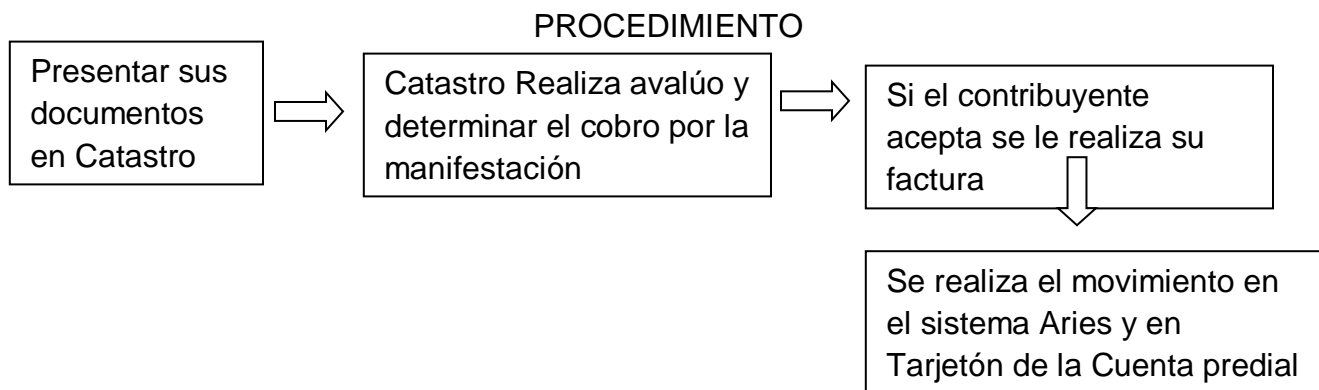 PROCEDIMIENTO
Presentar sus
documentos
en Catastro
Catastro Realiza avalúo y
determinar el cobro por la
manifestación
Si el contribuyente
acepta se le realiza su
factura
Se realiza el movimiento en
el sistema Aries y en
Tarjetón de la Cuenta predial